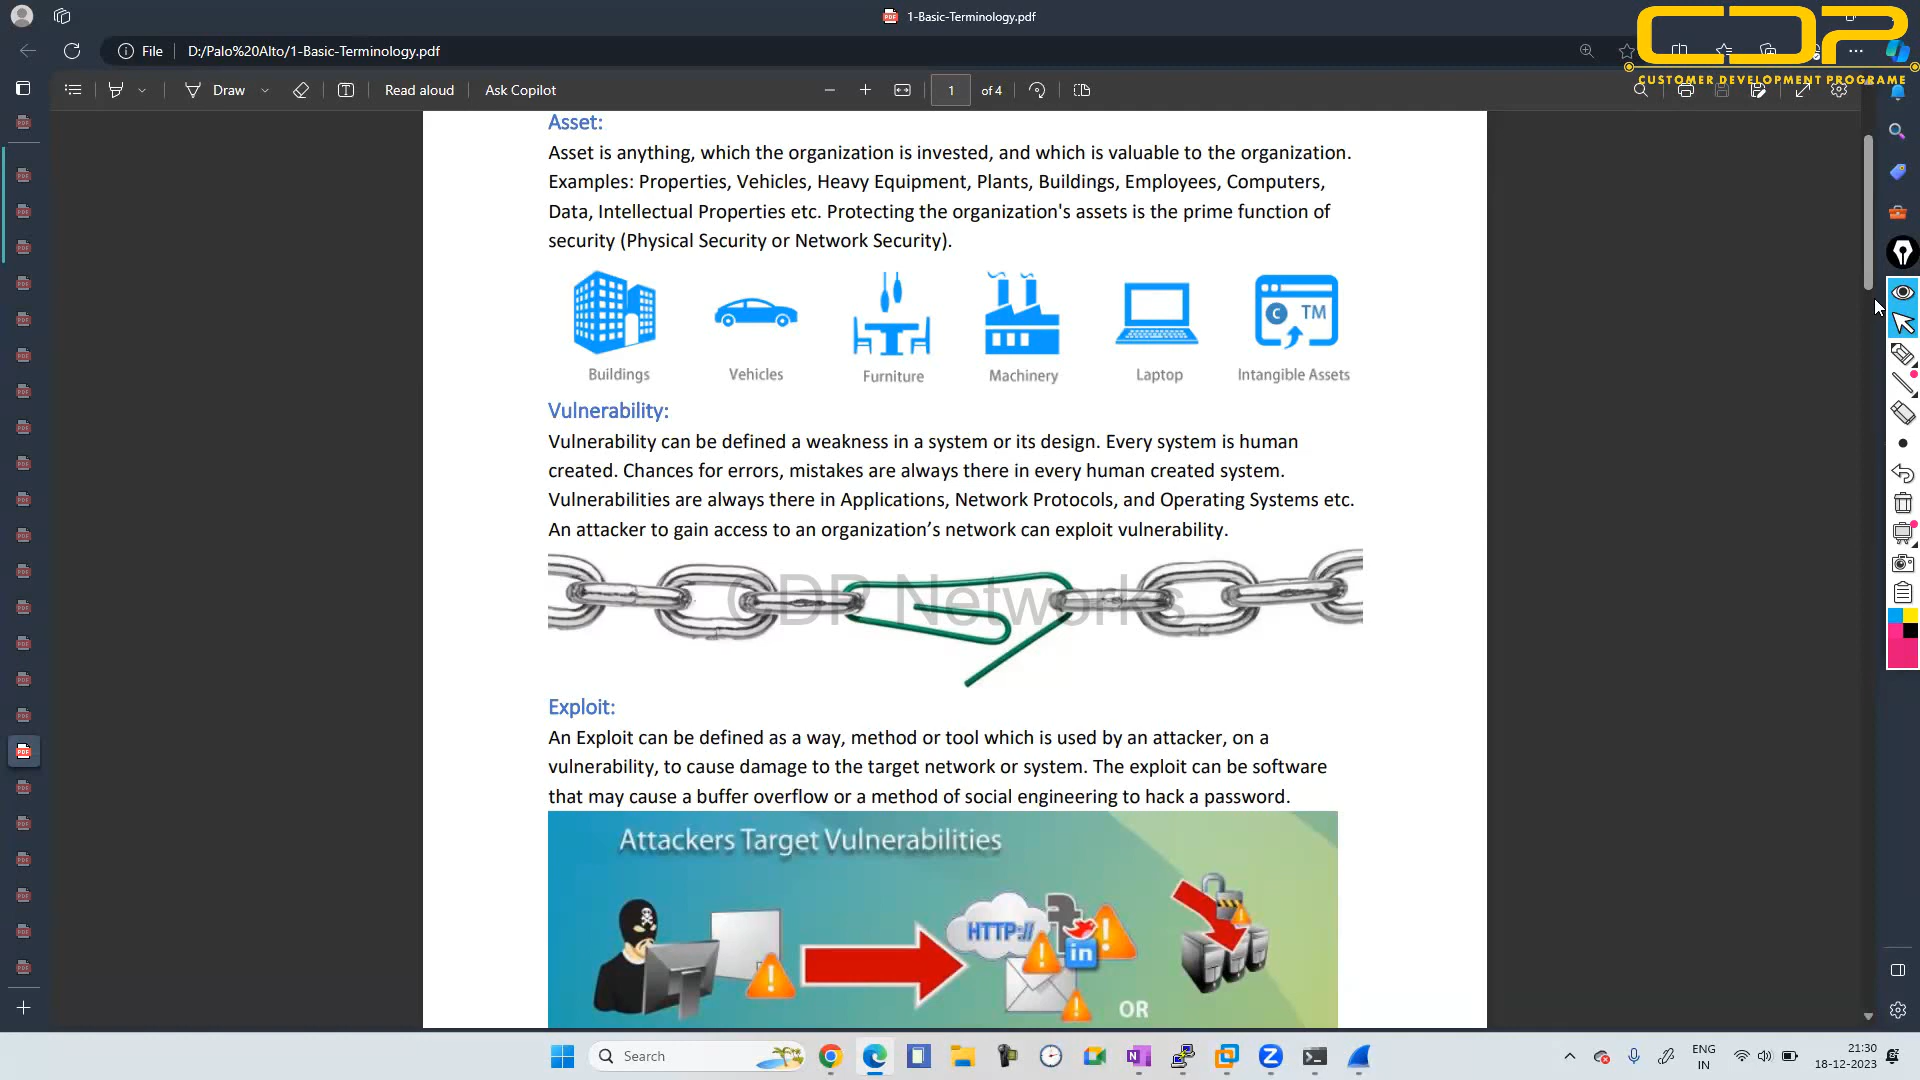 1-Basic-Terminology.pdf
CDP
CUSTOMER DEVELOPMENT PROGRAME
File
D:/Palo%20Alto/1-Basic-Terminology.pdf
Draw
Read aloud
Ask Copilot
1
of 4
Asset:
Asset is anything, which the organization is invested, and which is valuable to the organization.
Examples: Properties, Vehicles, Heavy Equipment, Plants, Buildings, Employees, Computers,
Data, Intellectual Properties etc. Protecting the organization's assets is the prime function of
security (Physical Security or Network Security).
C TM
Buildings Vehicles Furniture Machinery Laptop Intangible Assets
Vulnerability:
Vulnerability can be defined a weakness in a system or its design. Every system is human
created. Chances for errors, mistakes are always there in every human created system.
Vulnerabilities are always there in Applications, Network Protocols, and Operating Systems etc.
An attacker to gain access to an organization’s network can exploit vulnerability.
CDP Networks
Exploit:
An Exploit can be defined as a way, method or tool which is used by an attacker, on a
vulnerability, to cause damage to the target network or system. The exploit can be software
that may cause a buffer overflow or a method of social engineering to hack a password.
Attackers Target Vulnerabilities
HTTP://
in
OR
Search
ENG
IN
21:30
18-12-2023